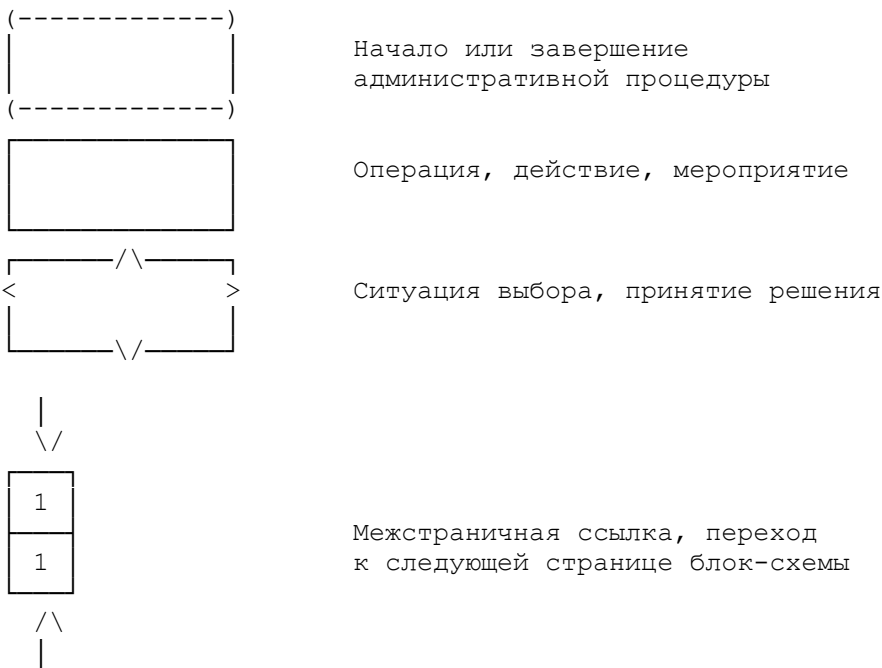 Начало или завершение
административной процедуры
Операция, действие, мероприятие
Ситуация выбора, принятие решения
1
1
Межстраничная ссылка, переход
к следующей странице блок-схемы